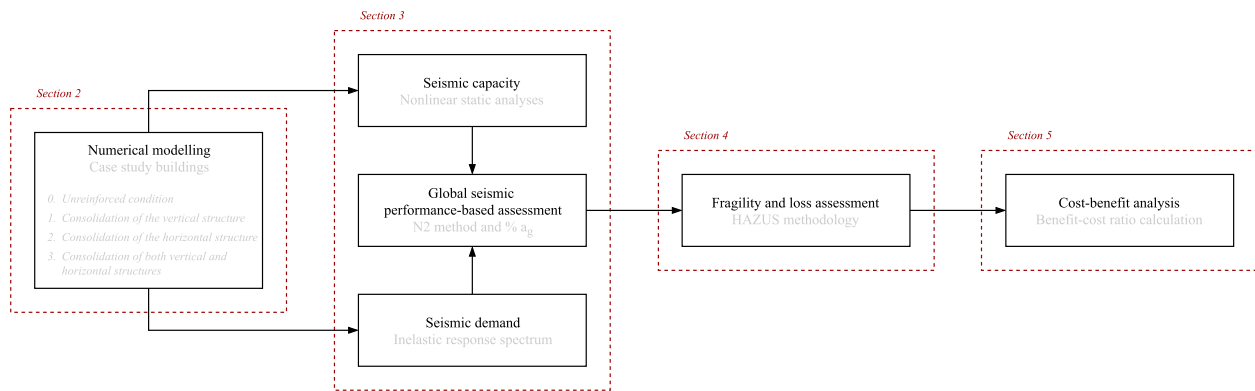 Section 2
Numerical modelling
Case study buildings
0. Unreinforced condition
1. Consolidation of the vertical structure
2. Consolidation of the horizontal structure
3. Consolidation of both vertical and
horizontal structures
Section 3
Seismic capacity
Nonlinear static analyses
Global seismic
performance-based assessment
N2 method and % ag
Seismic demand
Inelastic response spectrum
Section 4
Fragility and loss assessment
HAZUS methodology
Section 5
Cost-benefit analysis
Benefit-cost ratio calculation